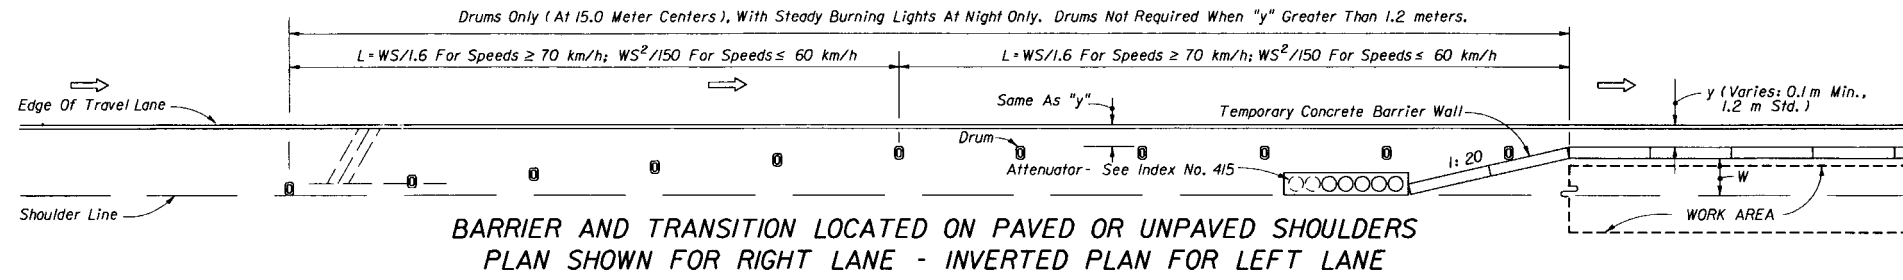 Drums Only (At 15.0 Meter Centers), With Steady Burning Lights At Night Only. Drums Not Required When "y" Greater Than 1.2 meters.
L=WS/1.6 For Speeds ≥ 70 km/h; WS²/150 For Speeds ≤ 60 km/h
L=WS/1.6 For Speeds ≥ 70 km/h; WS²/150 For Speeds ≤ 60 km/h
Edge Of Travel Lane
Same As "y"
Temporary Concrete Barrier Wall
y (Varies: 0.1m Min.,
1.2 m Std.)
Drum
1:20
Attenuator- See Index No. 415
W
Shoulder Line
WORK AREA
BARRIER AND TRANSITION LOCATED ON PAVED OR UNPAVED SHOULDERS
PLAN SHOWN FOR RIGHT LANE - INVERTED PLAN FOR LEFT LANE